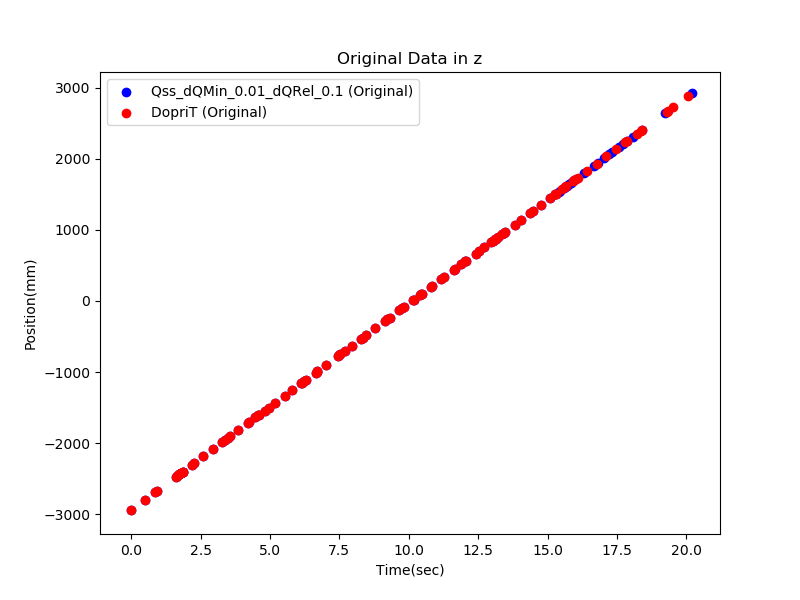 Original Data in z
Qss_dQMin_0.01_dQRel_0.1 (Original)
DopriT (Original)
3000
2000
1000
0
−1000
−2000
−3000
Position(mm)
0.0 2.5 5.0 7.5 10.0 12.5 15.0 17.5 20.0
Time(sec)